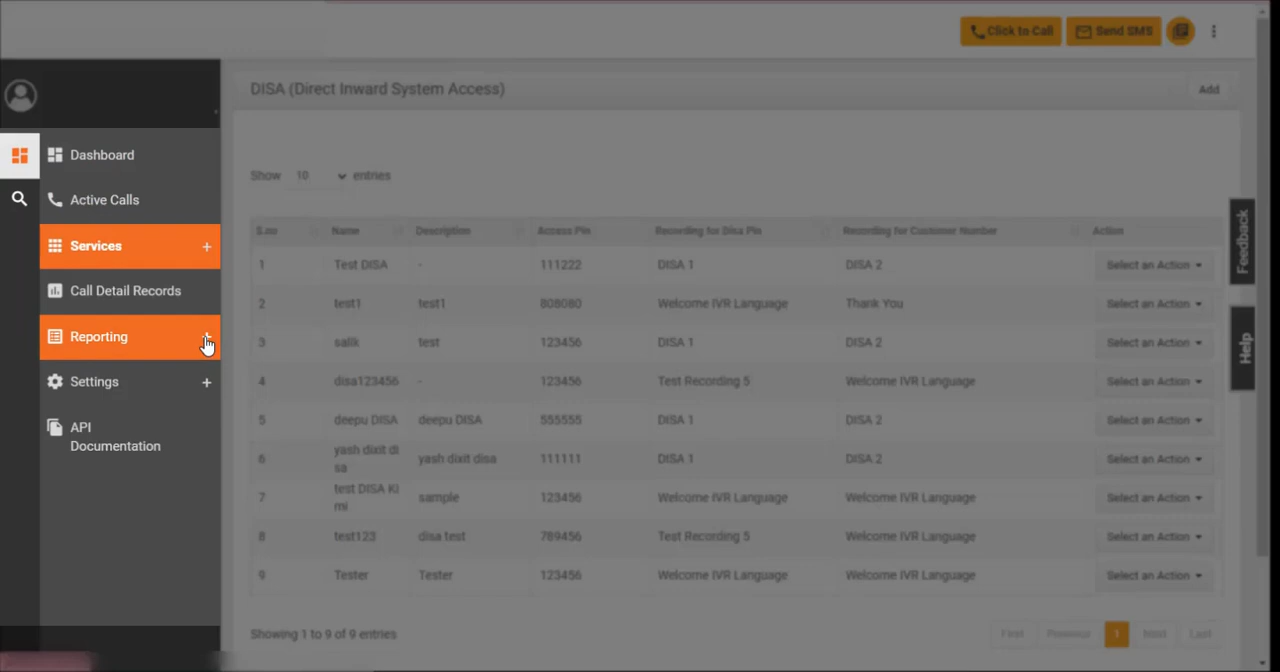 Click to Call Send SMS
DISA (Direct Inward System Access) Add
Dashboard
Active Calls
Services +
Call Detail Records
Reporting
Settings +
API
Documentation
Show 10 entries
S.no Name Description Access Pin Recording for Disa Pin Recording for Customer Number Action
1 Test DISA - 111222 DISA 1 DISA 2 Select an Action
2 test1 test1 808080 Welcome IVR Language Thank You Select an Action
3 salik test 123456 DISA 1 DISA 2 Select an Action
4 disa123456 - 123456 Test Recording 5 Welcome IVR Language Select an Action
5 deepu DISA deepu DISA 555555 DISA 1 DISA 2 Select an Action
6 yash dixit di
sa yash dixit disa 111111 DISA 1 DISA 2 Select an Action
7 test DISA KI
mi sample 123456 Welcome IVR Language Welcome IVR Language Select an Action
8 test123 disa test 789456 Test Recording 5 Welcome IVR Language Select an Action
9 Tester Tester 123456 Welcome IVR Language Welcome IVR Language Select an Action
Showing 1 to 9 of 9 entries
First Previous 1 Next Last
Feedback
Help